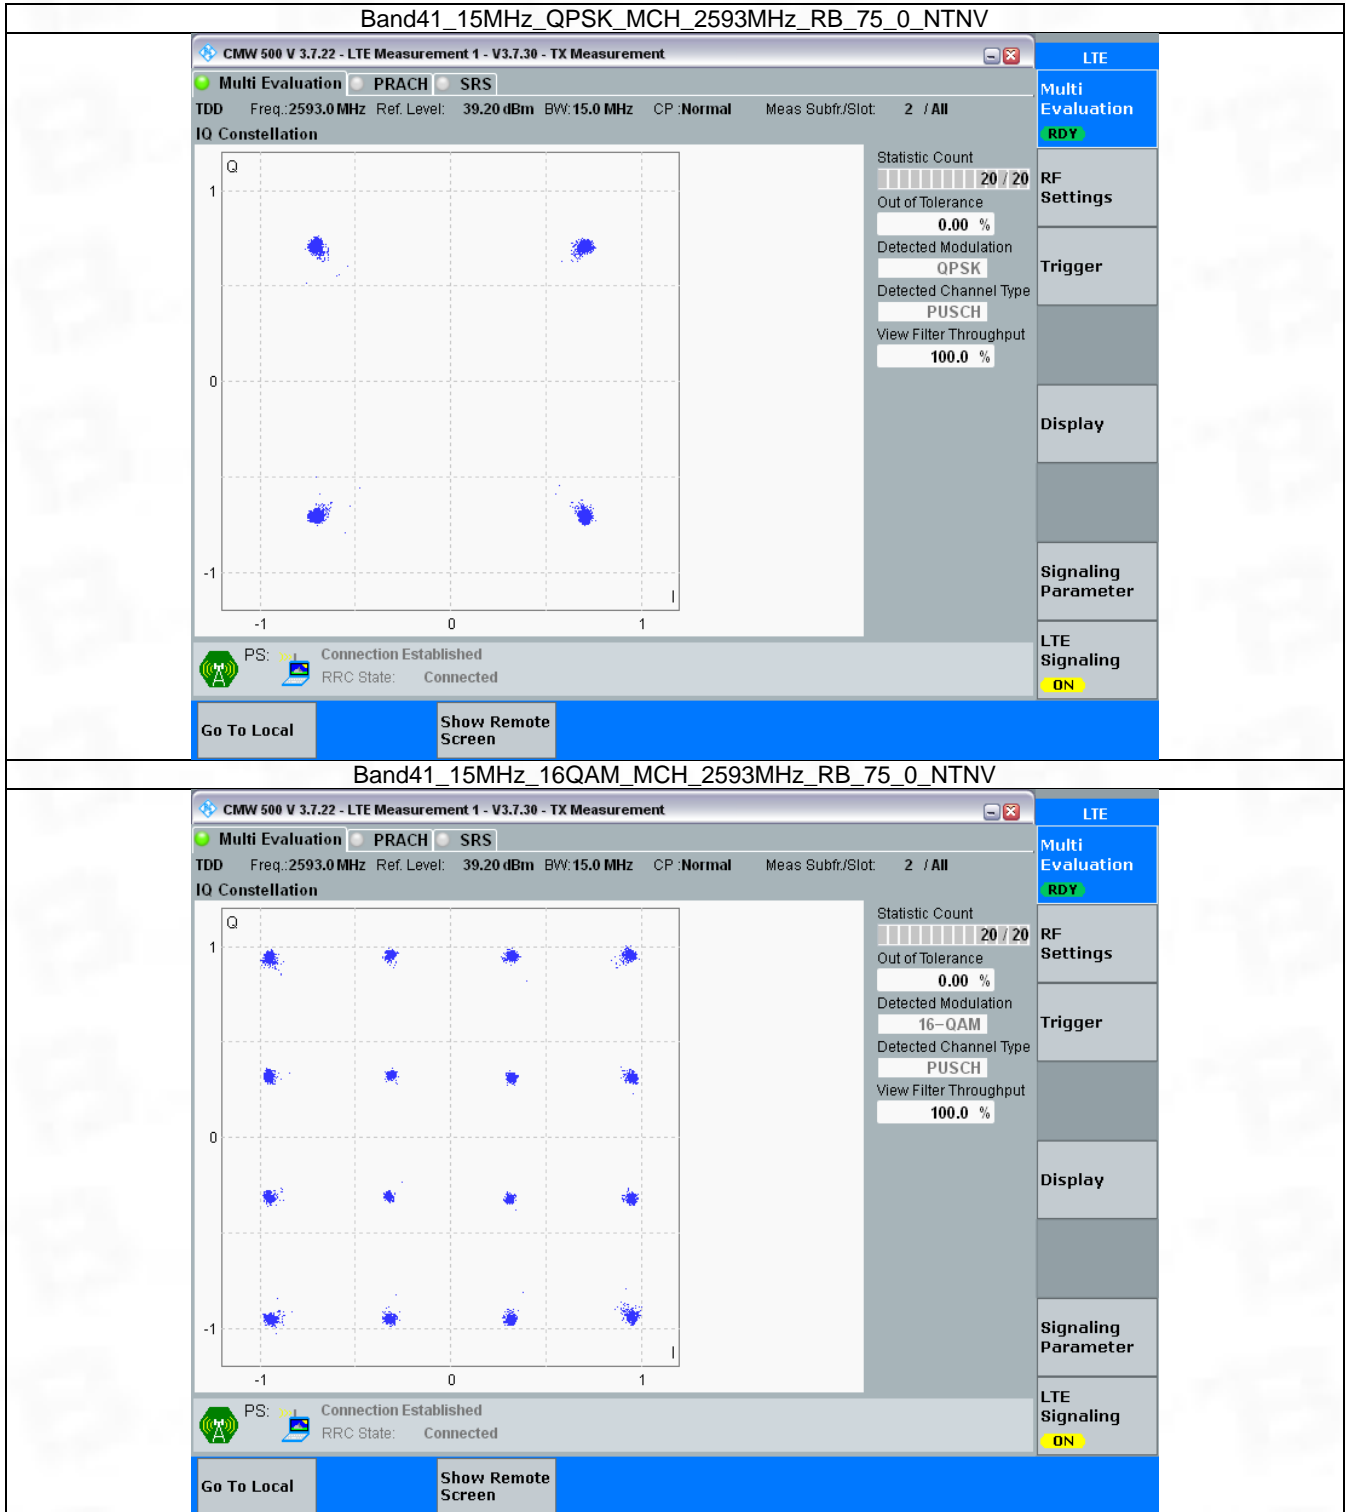 Band41_15MHz_QPSK_MCH_2593MHz_RB_75_0_NTNV
CMW 500 V 3.7.22 - LTE Measurement 1 - V3.7.30 - TX Measurement
LTE
Multi Evaluation PRACH SRS
Multi
Evaluation
RDY
TDD Freq.:2593.0 MHz Ref. Level: 39.20 dBm BW:15.0 MHz CP :Normal Meas Subfr./Slot: 2 / All
IQ Constellation
Q
1
0
-1
-1 0 1
I
Statistic Count
20 / 20
Out of Tolerance
0.00 %
Detected Modulation
QPSK
Detected Channel Type
PUSCH
View Filter Throughput
100.0 %
RF
Settings
Trigger
Display
Signaling
Parameter
LTE
Signaling
ON
PS: Connection Established
RRC State: Connected
Go To Local
Show Remote
Screen
Band41_15MHz_16QAM_MCH_2593MHz_RB_75_0_NTNV
CMW 500 V 3.7.22 - LTE Measurement 1 - V3.7.30 - TX Measurement
LTE
Multi Evaluation PRACH SRS
Multi
Evaluation
RDY
TDD Freq.:2593.0 MHz Ref. Level: 39.20 dBm BW:15.0 MHz CP :Normal Meas Subfr./Slot: 2 / All
IQ Constellation
Q
1
0
-1
-1 0 1
I
Statistic Count
20 / 20
Out of Tolerance
0.00 %
Detected Modulation
16-QAM
Detected Channel Type
PUSCH
View Filter Throughput
100.0 %
RF
Settings
Trigger
Display
Signaling
Parameter
LTE
Signaling
ON
PS: Connection Established
RRC State: Connected
Go To Local
Show Remote
Screen